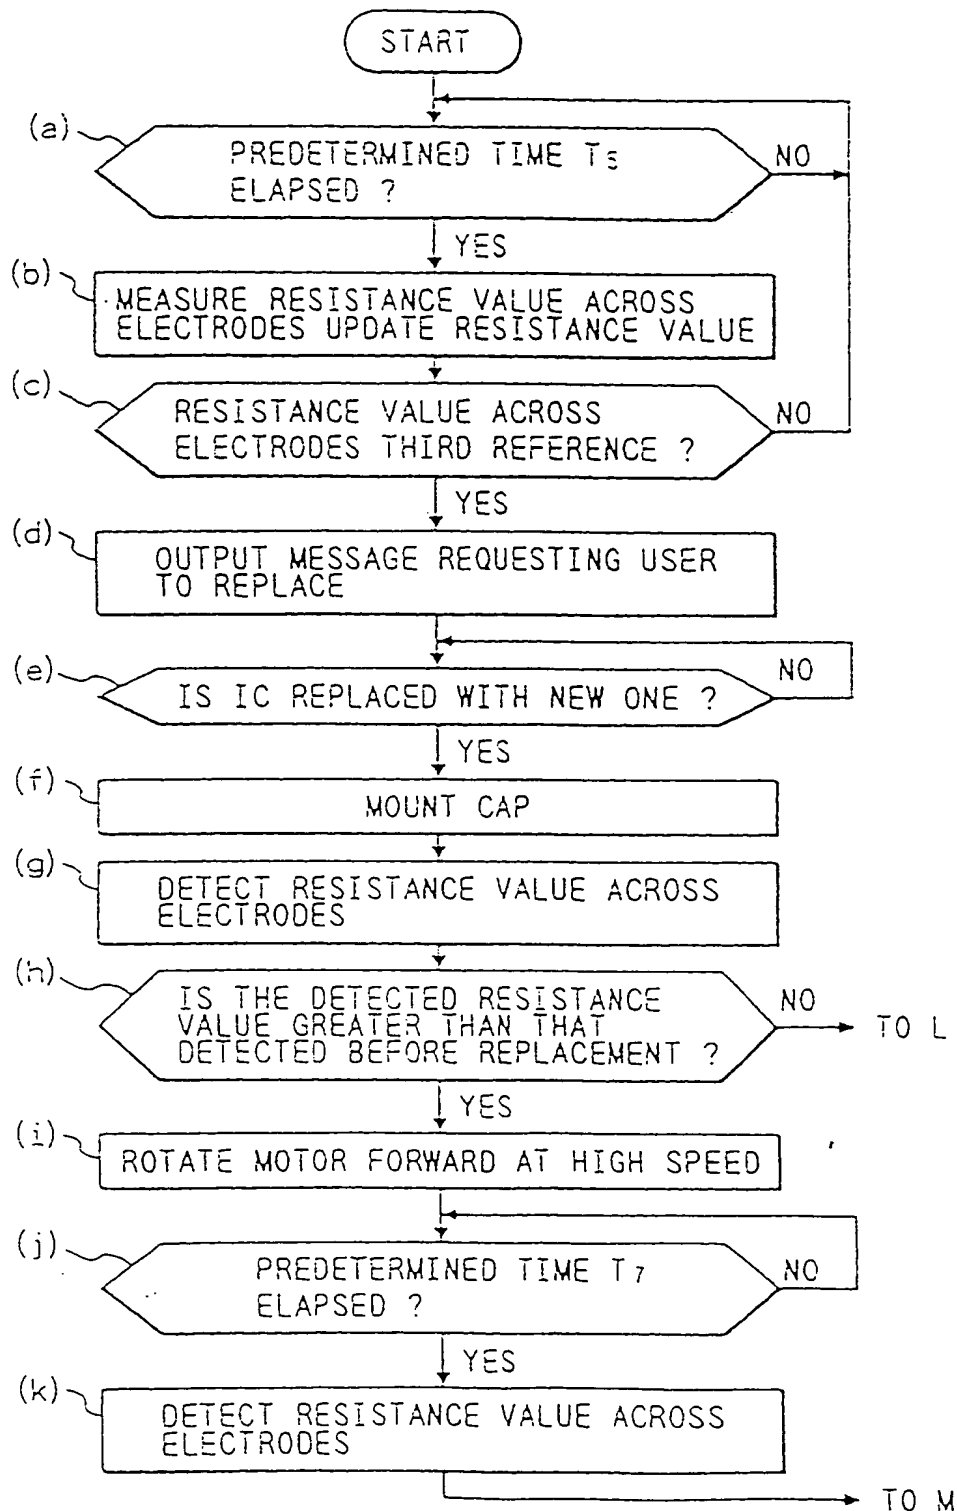 START
(a)
PREDETERMINED TIME T5
ELAPSED ?
NO
YES
(b)
MEASURE RESISTANCE VALUE ACROSS
ELECTRODES UPDATE RESISTANCE VALUE
(c)
RESISTANCE VALUE ACROSS
ELECTRODES THIRD REFERENCE ?
NO
YES
(d)
OUTPUT MESSAGE REQUESTING USER
TO REPLACE
(e)
IS IC REPLACED WITH NEW ONE ?
NO
YES
(f)
MOUNT CAP
(g)
DETECT RESISTANCE VALUE ACROSS
ELECTRODES
(h)
IS THE DETECTED RESISTANCE
VALUE GREATER THAN THAT
DETECTED BEFORE REPLACEMENT ?
NO
TO L
YES
(i)
ROTATE MOTOR FORWARD AT HIGH SPEED
(j)
PREDETERMINED TIME T7
ELAPSED ?
NO
YES
(k)
DETECT RESISTANCE VALUE ACROSS
ELECTRODES
TO M